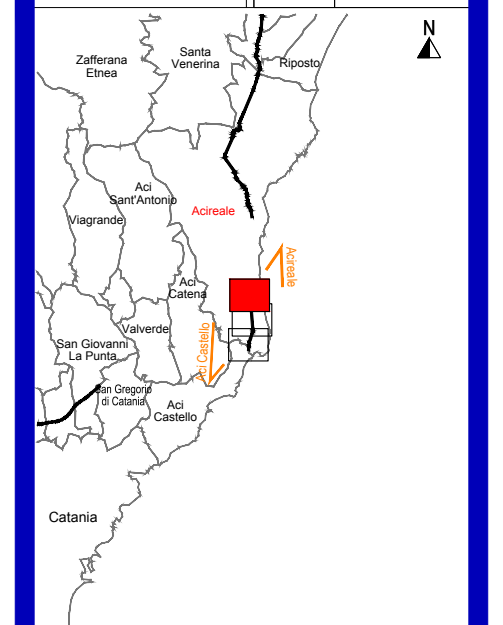 N
Santa
Venerina
Zafferana
Etnea
Riposto
Aci
Sant'Antonio
Viagrande
Acireale
Acireale
Aci
Catena
Valverde
Aci Castello
San Giovanni
La Punta
San Gregorio
di Catania
Aci
Castello
Catania